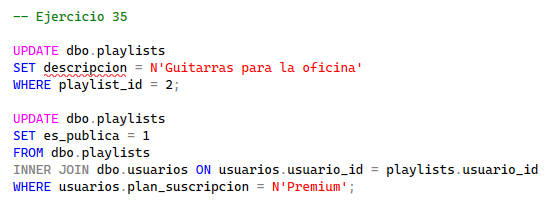 -- Ejercicio 35
UPDATE dbo.playlists
SET descripcion = N'Guitarras para la oficina'
WHERE playlist_id = 2;
UPDATE dbo.playlists
SET es_publica = 1
FROM dbo.playlists
INNER JOIN dbo.usuarios ON usuarios.usuario_id = playlists.usuario_id
WHERE usuarios.plan_suscripcion = N'Premium';